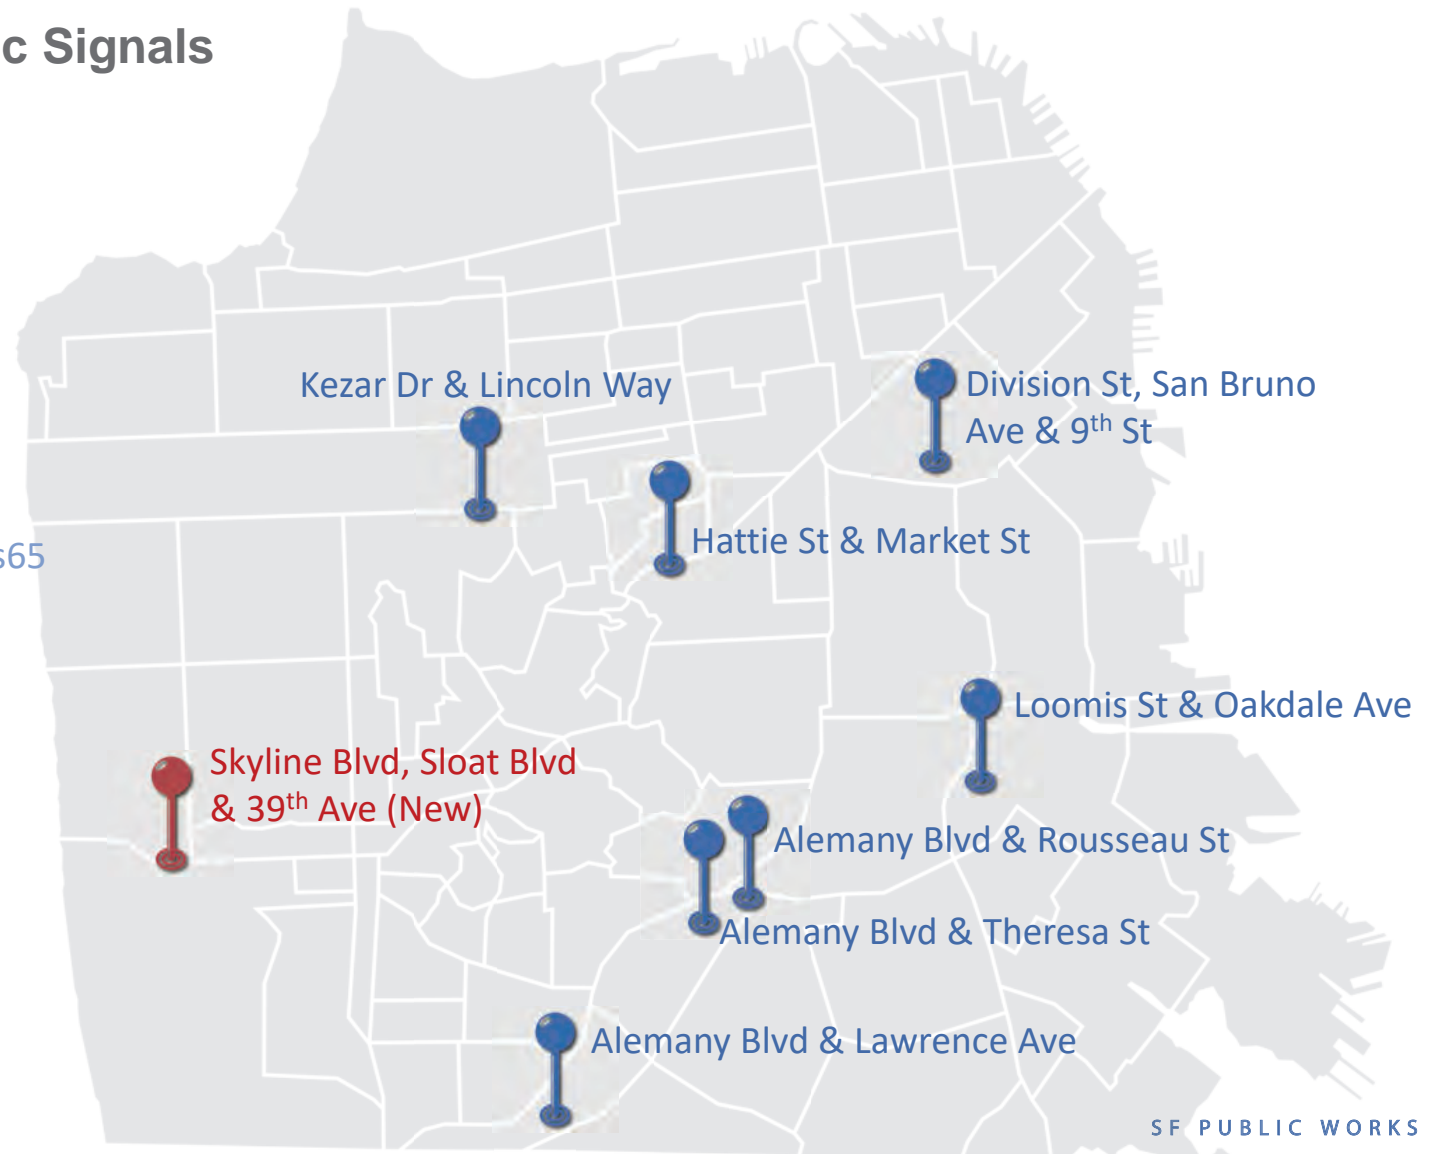 c Signals
Kezar Dr & Lincoln Way
Division St, San Bruno
Ave & 9th St
Hattie St & Market St
s65
Loomis St & Oakdale Ave
Skyline Blvd, Sloat Blvd
& 39th Ave (New)
Alemany Blvd & Rousseau St
Alemany Blvd & Theresa St
Alemany Blvd & Lawrence Ave
SF PUBLIC WORKS